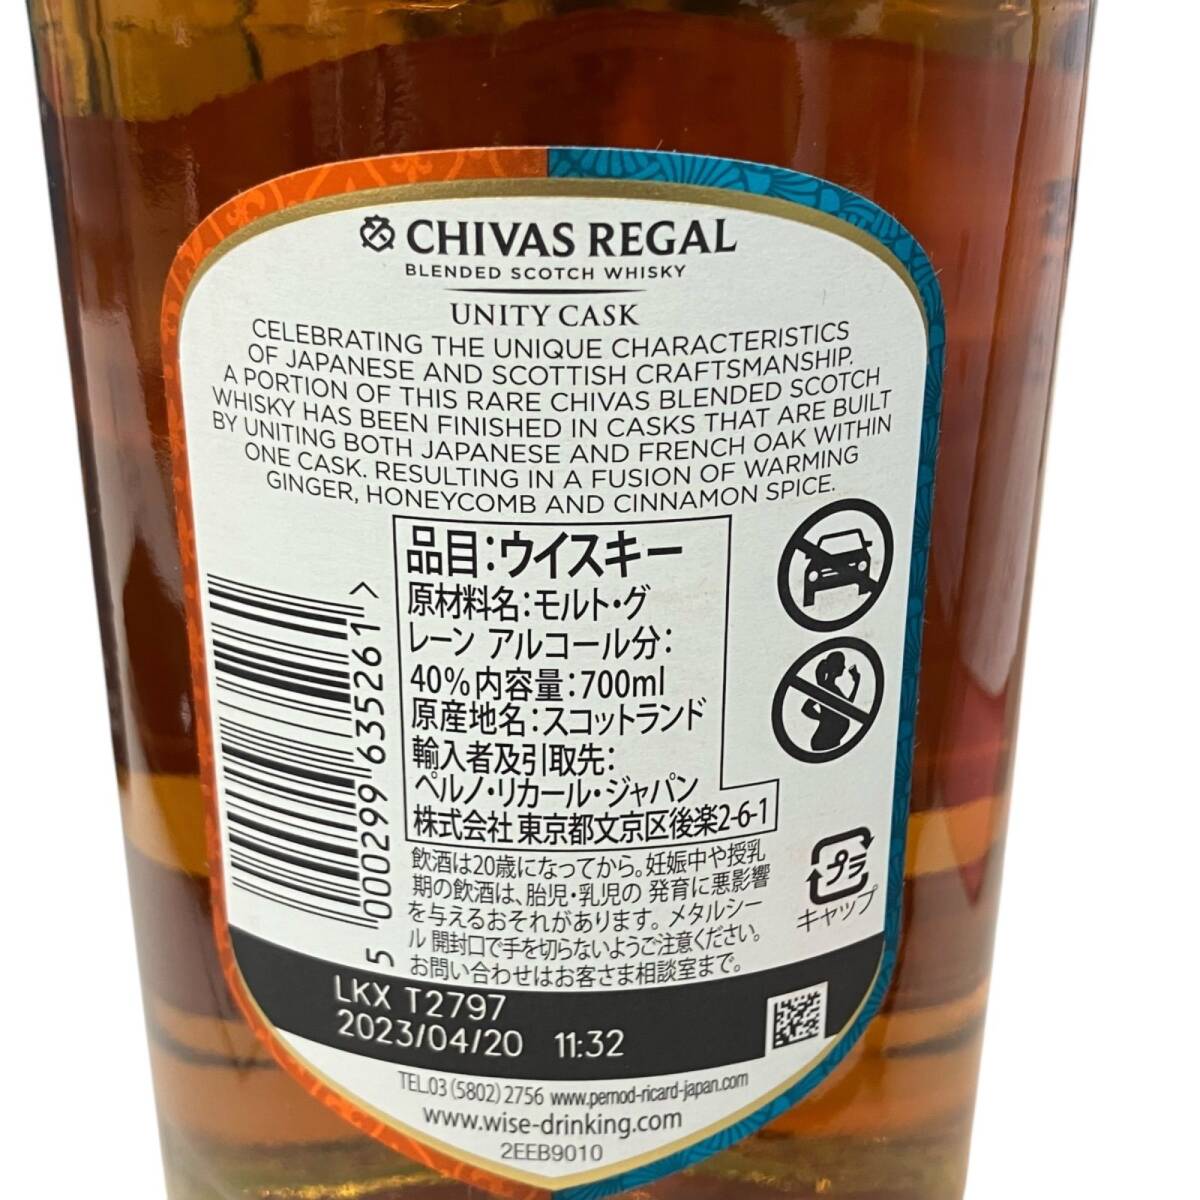 CHIVAS REGAL
BLENDED SCOTCH WHISKY
UNITY CASK
CELEBRATING THE UNIQUE CHARACTERISTICS
OF JAPANESE AND SCOTTISH CRAFTSMANSHIP.
A PORTION OF THIS RARE CHIVAS BLENDED SCOTCH
WHISKY HAS BEEN FINISHED IN CASKS THAT ARE BUILT
BY UNITING BOTH JAPANESE AND FRENCH OAK WITHIN
ONE CASK. RESULTING IN A FUSION OF WARMING
GINGER, HONEYCOMB AND CINNAMON SPICE.
品目:ウイスキー
原材料名:モルト・グ
レーン アルコール分:
40%内容量:700ml
原産地名:スコットランド
輸入者及引取先:
ペルノ・リカール・ジャパン
株式会社 東京都文京区後楽2-6-1
飲酒は20歳になってから。妊娠中や授乳
期の飲酒は、胎児・乳児の 発育に悪影響
を与えるおそれがあります。メタルシー
ル 開封口で手を切らないようご注意ください。
お問い合わせはお客さま相談室まで。
5 000299 635261 >
プラ
キャップ
LKX T2797
2023/04/20 11:32
TEL.03 (5802) 2756 www.pernod-ricard-japan.com
www.wise-drinking.com
2EEB9010